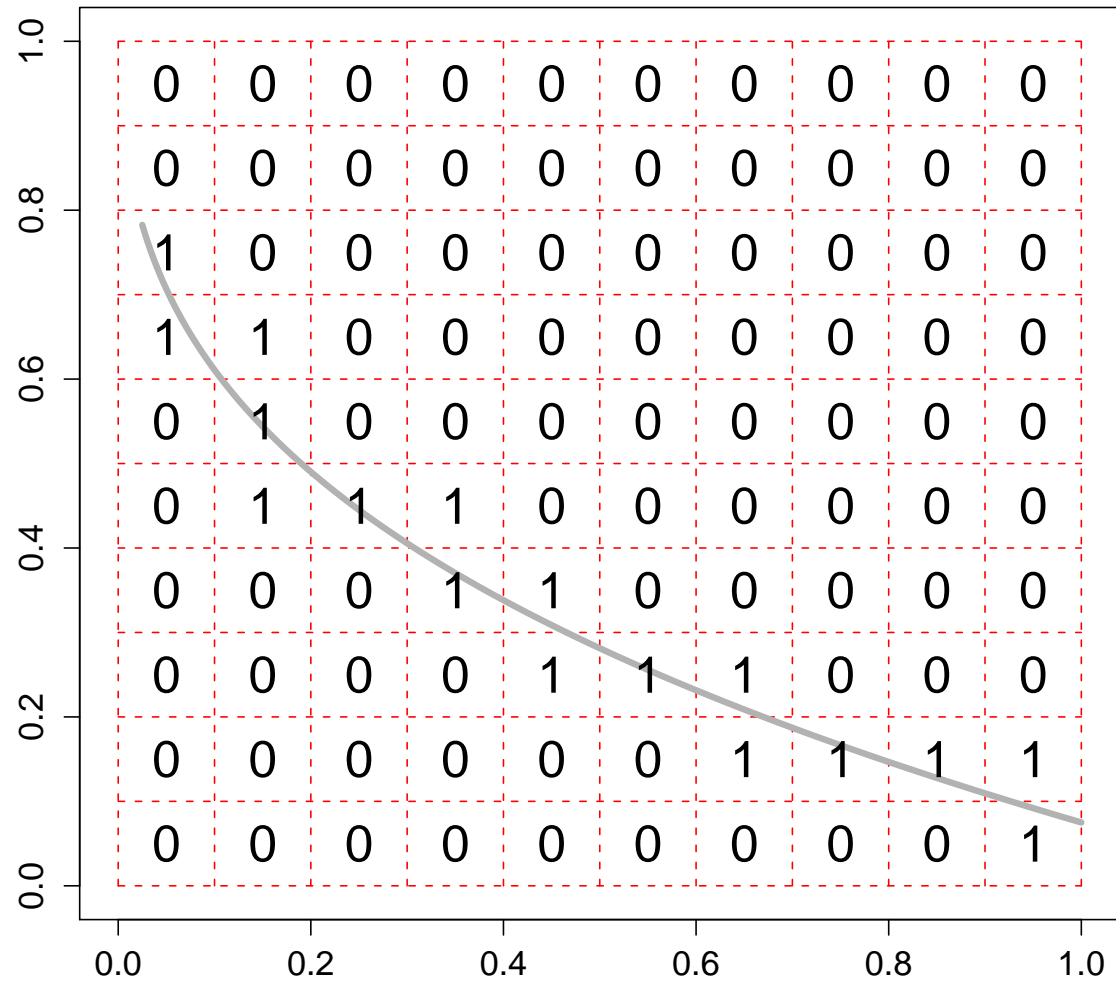 1.0
0 0 0 0 0 0 0 0 0 0
0 0 0 0 0 0 0 0 0 0
0.8
1 0 0 0 0 0 0 0 0 0
1 1 0 0 0 0 0 0 0 0
0.6
0 1 0 0 0 0 0 0 0 0
0 1 1 1 0 0 0 0 0 0
0.4
0 0 0 1 1 0 0 0 0 0
0 0 0 0 1 1 1 0 0 0
0.2
0 0 0 0 0 0 1 1 1 1
0 0 0 0 0 0 0 0 0 1
0.0
0.0 0.2 0.4 0.6 0.8 1.0